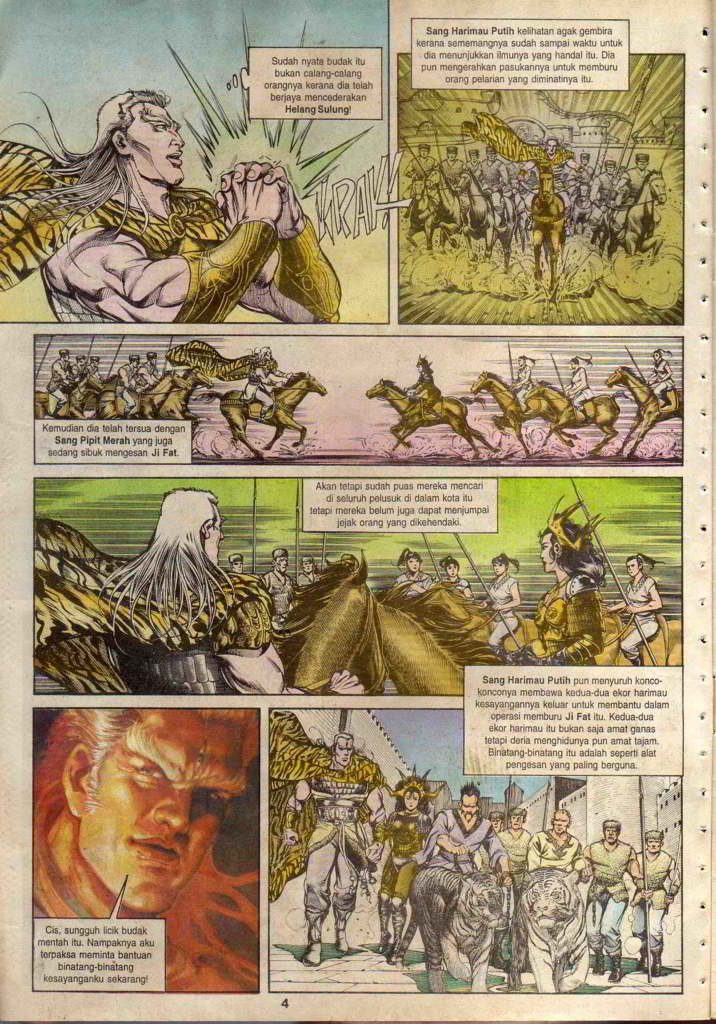 Sudah nyata budak itu
bukan calang-calang
orangnya kerana dia telah
berjaya mencederakan
Helang Sulung!
Sang Harimau Putih kelihatan agak gembira
kerana sememangnya sudah sampai waktu untuk
dia menunjukkan ilmunya yang handal itu. Dia
pun mengerahkan pasukannya untuk memburu
orang pelarian yang diminatinya itu.
Kemudian dia telah tersua dengan
Sang Pipit Merah yang juga
sedang sibuk mengesan Ji Fat.
Akan tetapi sudah puas mereka mencari
di seluruh pelusuk di dalam kota itu
tetapi mereka belum juga dapat menjumpai
jejak orang yang dikehendaki.
Sang Harimau Putih pun menyuruh konco-
konconya membawa kedua-dua ekor harimau
kesayangannya keluar untuk membantu dalam
operasi memburu Ji Fat itu. Kedua-dua
ekor harimau itu bukan saja amat ganas
tetapi deria menghidunya pun amat tajam.
Binatang-binatang itu adalah seperti alat
pengesan yang paling berguna.
Cis, sungguh licik budak
mentah itu. Nampaknya aku
terpaksa meminta bantuan
binatang-binatang
kesayanganku sekarang!
4